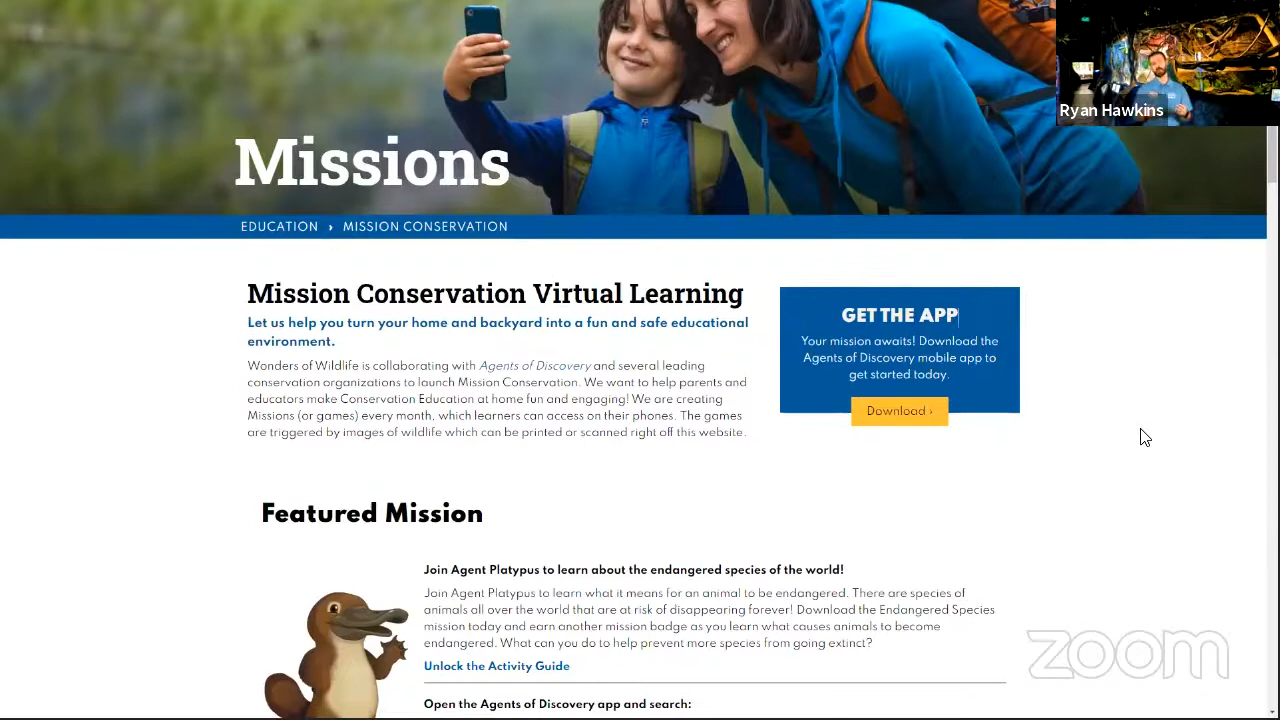 Ryan Hawkins
Missions
EDUCATION › MISSION CONSERVATION
Mission Conservation Virtual Learning
Let us help you turn your home and backyard into a fun and safe educational
environment.
Wonders of Wildlife is collaborating with Agents of Discovery and several leading
conservation organizations to launch Mission Conservation. We want to help parents and
educators make Conservation Education at home fun and engaging! We are creating
Missions (or games) every month, which learners can access on their phones. The games
are triggered by images of wildlife which can be printed or scanned right off this website.
GET THE APP
Your mission awaits! Download the
Agents of Discovery mobile app to
get started today.
Download ›
Featured Mission
Join Agent Platypus to learn about the endangered species of the world!
Join Agent Platypus to learn what it means for an animal to be endangered. There are species of
animals all over the world that are at risk of disappearing forever! Download the Endangered Species
mission today and earn another mission badge as you learn what causes animals to become
endangered. What can you do to help prevent more species from going extinct?
Unlock the Activity Guide
Open the Agents of Discovery app and search:
zoom